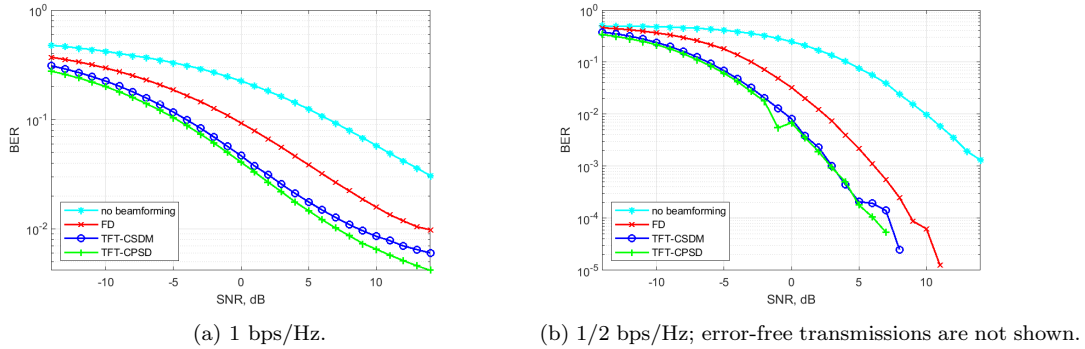 10^0
10^-1
10^-2
BER
-10
-5
0
5
10
SNR, dB
no beamforming
FD
TFT-CSDM
TFT-CPSD
(a) 1 bps/Hz.
10^0
10^-1
10^-2
10^-3
10^-4
10^-5
BER
-10
-5
0
5
10
SNR, dB
no beamforming
FD
TFT-CSDM
TFT-CPSD
(b) 1/2 bps/Hz; error-free transmissions are not shown.